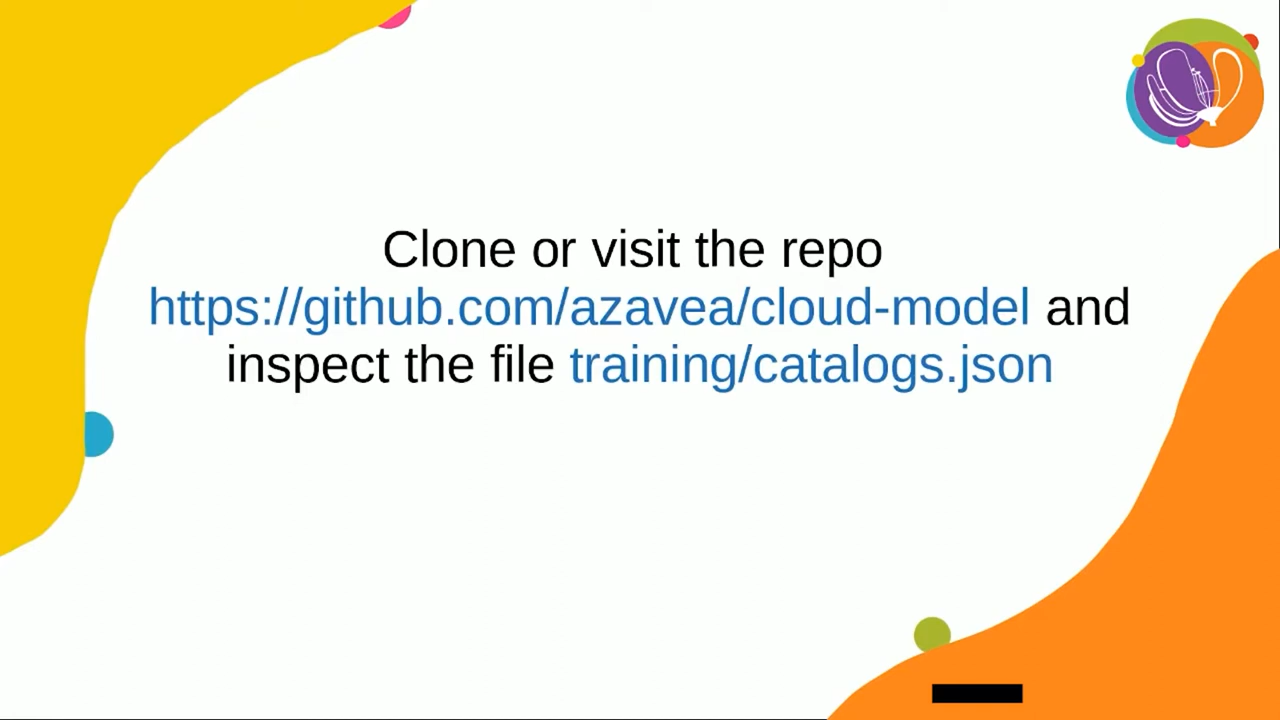 Clone or visit the repo
https://github.com/azavea/cloud-model and
inspect the file training/catalogs.json